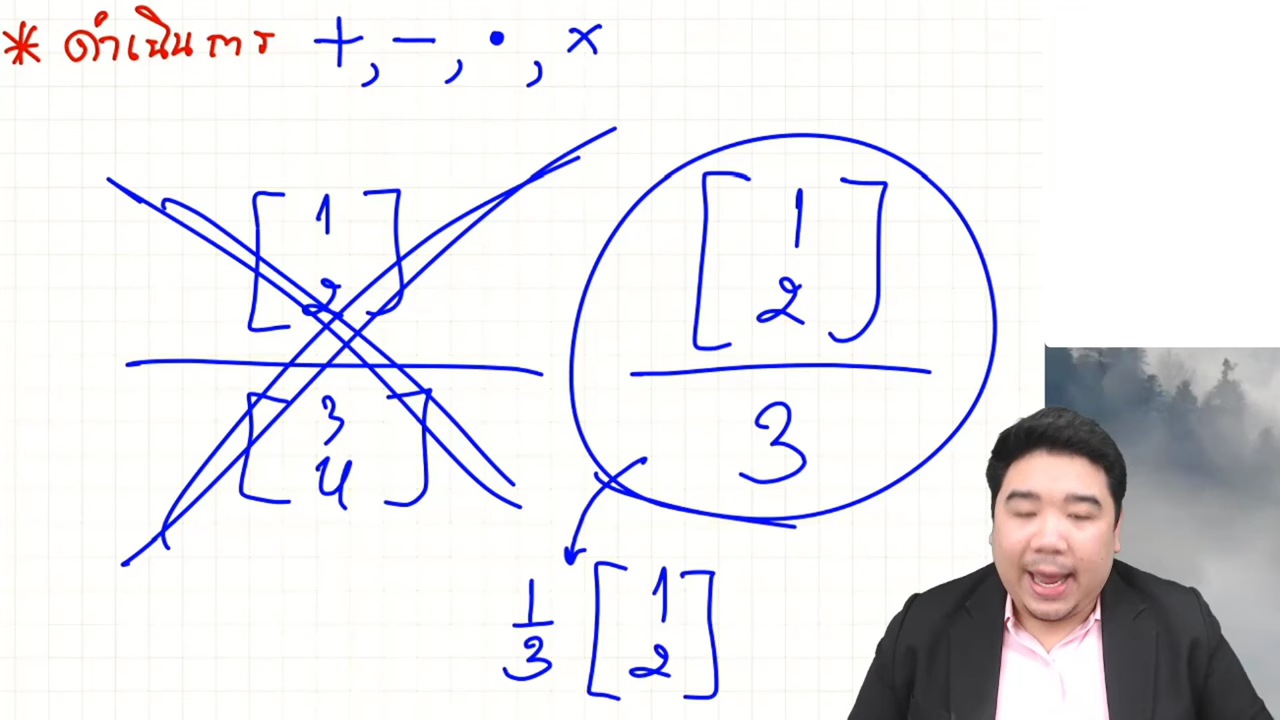 * ดำเนินการ +, −, •, ×
[1 2] / [3 4]
[1 2] / 3
1/3 [1 2]